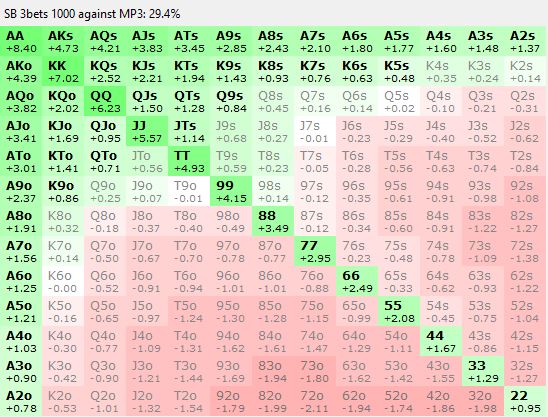 SB 3bets 1000 against MP3: 29.4%
AA AKs AQs AJs ATs A9s A8s A7s A6s A5s A4s A3s A2s
+8.40 +4.73 +4.21 +3.83 +3.45 +2.85 +2.43 +2.10 +1.80 +1.77 +1.60 +1.48 +1.37
AKo KK KQs KJs KTs K9s K8s K7s K6s K5s K4s K3s K2s
+4.39 +7.02 +2.52 +2.21 +1.94 +1.43 +0.93 +0.76 +0.63 +0.48 +0.35 +0.24 +0.14
AQo KQo QQ QJs QTs Q9s Q8s Q7s Q6s Q5s Q4s Q3s Q2s
+3.82 +2.02 +6.23 +1.50 +1.28 +0.84 +0.45 +0.16 +0.14 +0.02 -0.10 -0.21 -0.31
AJo KJo QJo JJ JTs J9s J8s J7s J6s J5s J4s J3s J2s
+3.41 +1.69 +0.95 +5.57 +1.14 +0.68 +0.27 -0.01 -0.29 -0.30 -0.42 -0.52 -0.62
ATo KTo QTo JTo TT T9s T8s T7s T6s T5s T4s T3s T2s
+3.01 +1.41 +0.71 +0.56 +4.93 +0.59 +0.23 -0.05 -0.28 -0.56 -0.63 -0.74 -0.84
A9o K9o Q9o J9o T9o 99 98s 97s 96s 95s 94s 93s 92s
+2.37 +0.86 +0.25 +0.07 -0.01 +4.15 +0.14 -0.12 -0.35 -0.61 -0.91 -0.98 -1.08
A8o K8o Q8o J8o T8o 98o 88 87s 86s 85s 84s 83s 82s
+1.91 +0.32 -0.18 -0.37 -0.40 -0.49 +3.49 -0.12 -0.34 -0.60 -0.91 -1.22 -1.27
A7o K7o Q7o J7o T7o 97o 87o 77 76s 75s 74s 73s 72s
+1.56 +0.14 -0.50 -0.67 -0.70 -0.78 -0.78 +2.95 -0.23 -0.48 -0.78 -1.09 -1.38
A6o K6o Q6o J6o T6o 96o 86o 76o 66 65s 64s 63s 62s
+1.25 -0.00 -0.52 -0.91 -0.94 -1.01 -1.01 -0.88 +2.49 -0.33 -0.62 -0.93 -1.22
A5o K5o Q5o J5o T5o 95o 85o 75o 65o 55 54s 53s 52s
+1.21 -0.16 -0.65 -0.97 -1.24 -1.30 -1.28 -1.15 -0.99 +2.08 -0.45 -0.75 -1.04
A4o K4o Q4o J4o T4o 94o 84o 74o 64o 54o 44 43s 42s
+1.03 -0.30 -0.77 -1.09 -1.31 -1.62 -1.61 -1.47 -1.29 -1.11 +1.67 -0.86 -1.15
A3o K3o Q3o J3o T3o 93o 83o 73o 63o 53o 43o 33 32s
+0.90 -0.42 -0.90 -1.21 -1.44 -1.69 -1.94 -1.80 -1.62 -1.42 -1.55 +1.29 -1.27
A2o K2o Q2o J2o T2o 92o 82o 72o 62o 52o 42o 32o 22
+0.78 -0.53 -1.01 -1.32 -1.54 -1.79 -1.99 -2.11 -1.94 -1.74 -1.86 -1.98 +0.95